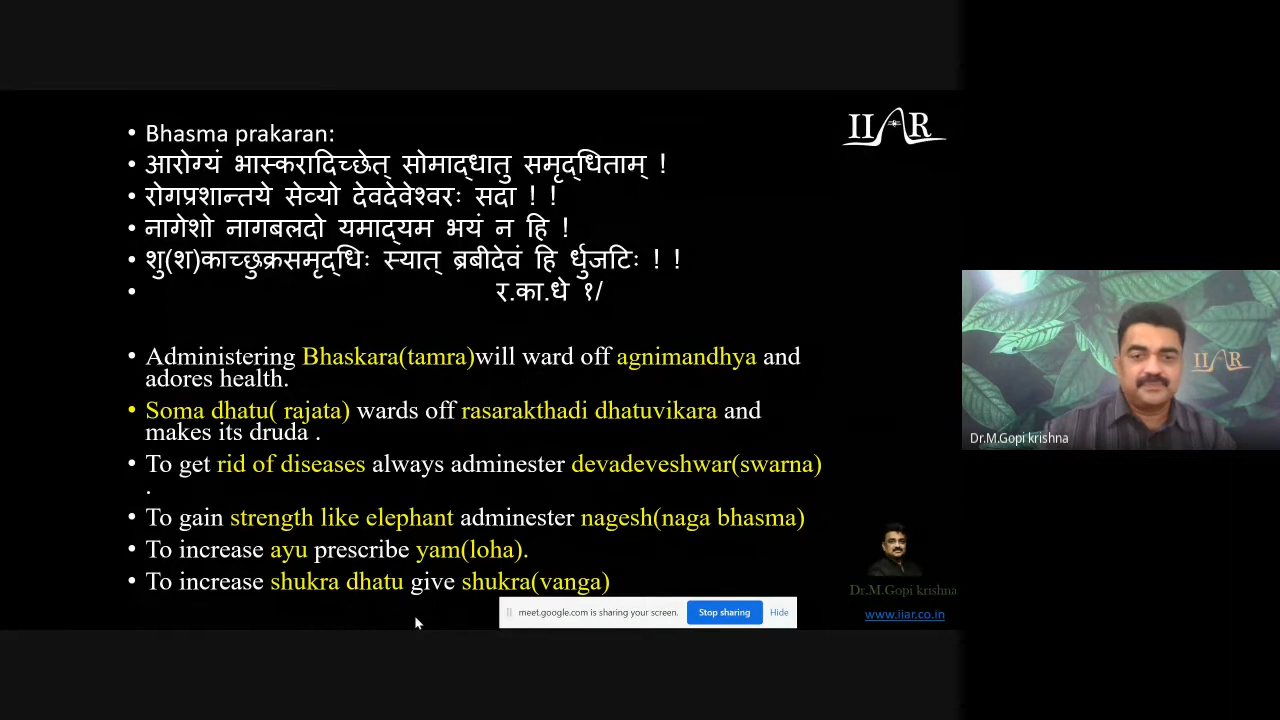 • Bhasma prakaran:
• आरोग्यं भास्करादिच्छेत् सोमाद्धातु समृद्धिताम् !
• रोगप्रशान्तये सेव्यो देवदेवेश्वरः सदा ! !
• नागेशो नागबलदो यमाद्यम भयं न हि !
• शु(श)काच्छुक्रसमृद्धिः स्यात् ब्रबीदेवं हि र्धुजटिः ! !
• र.का.धे १/
• Administering Bhaskara(tamra)will ward off agnimandhya and
adores health.
• Soma dhatu( rajata) wards off rasarakthadi dhatuvikara and
makes its druda .
• To get rid of diseases always adminester devadeveshwar(swarna)
.
• To gain strength like elephant adminester nagesh(naga bhasma)
• To increase ayu prescribe yam(loha).
• To increase shukra dhatu give shukra(vanga)
IIAR
Dr.M.Gopi krishna
www.iiar.co.in
meet.google.com is sharing your screen. Stop sharing Hide
IIAR
Dr.M.Gopi krishna